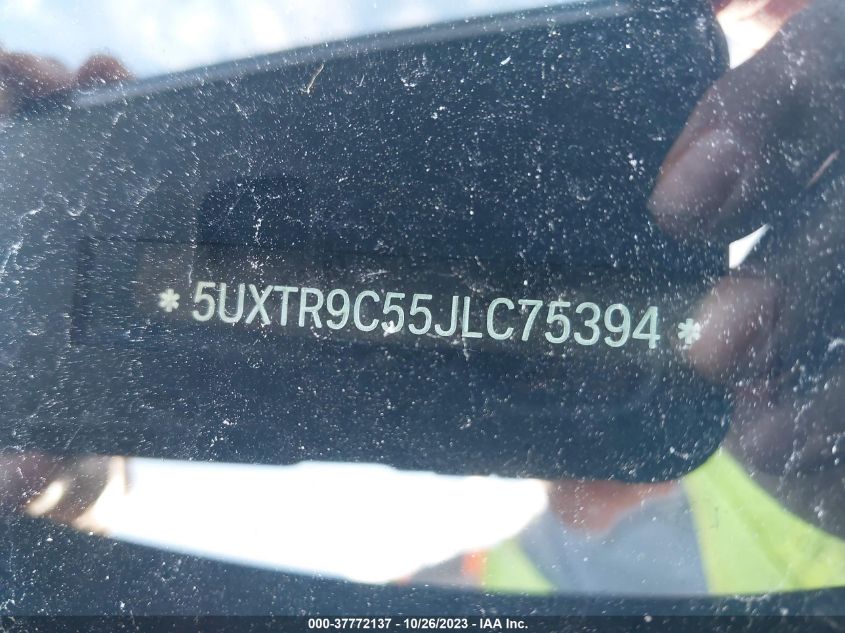 * 5UXTR9C55JLC75394 *
000-37772137 - 10/26/2023 - IAA Inc.